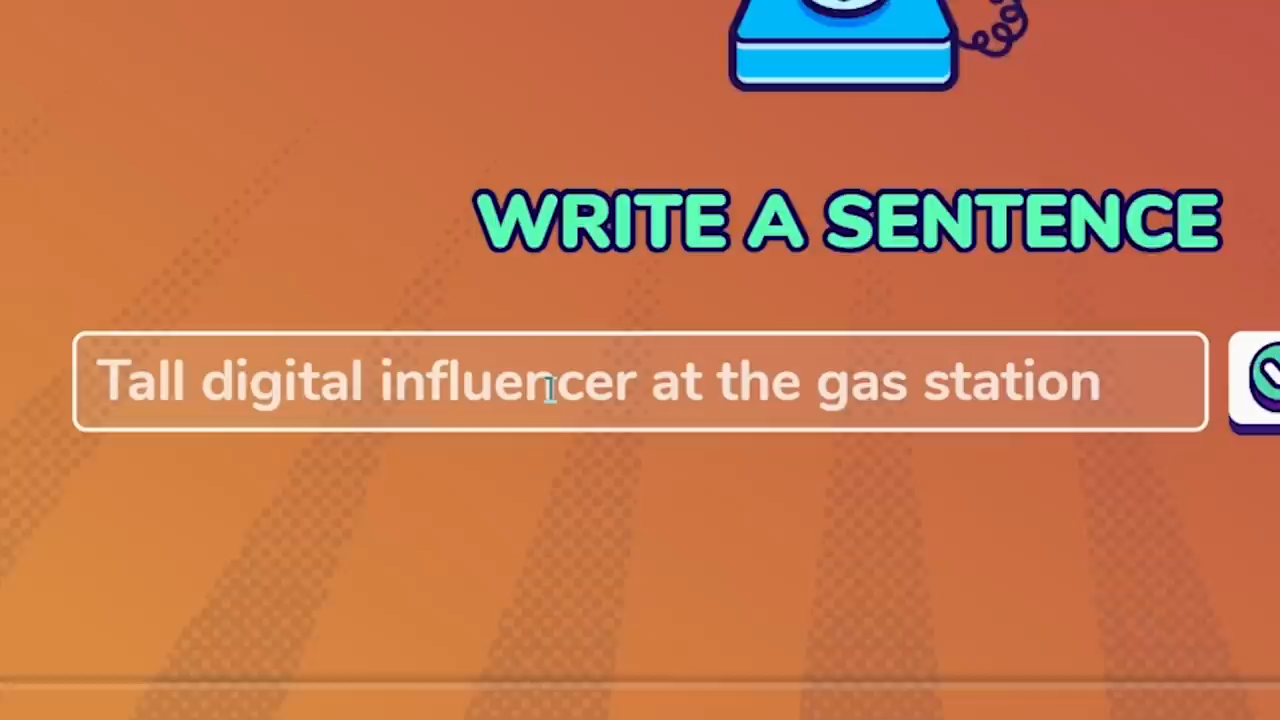 WRITE A SENTENCE
Tall digital influencer at the gas station